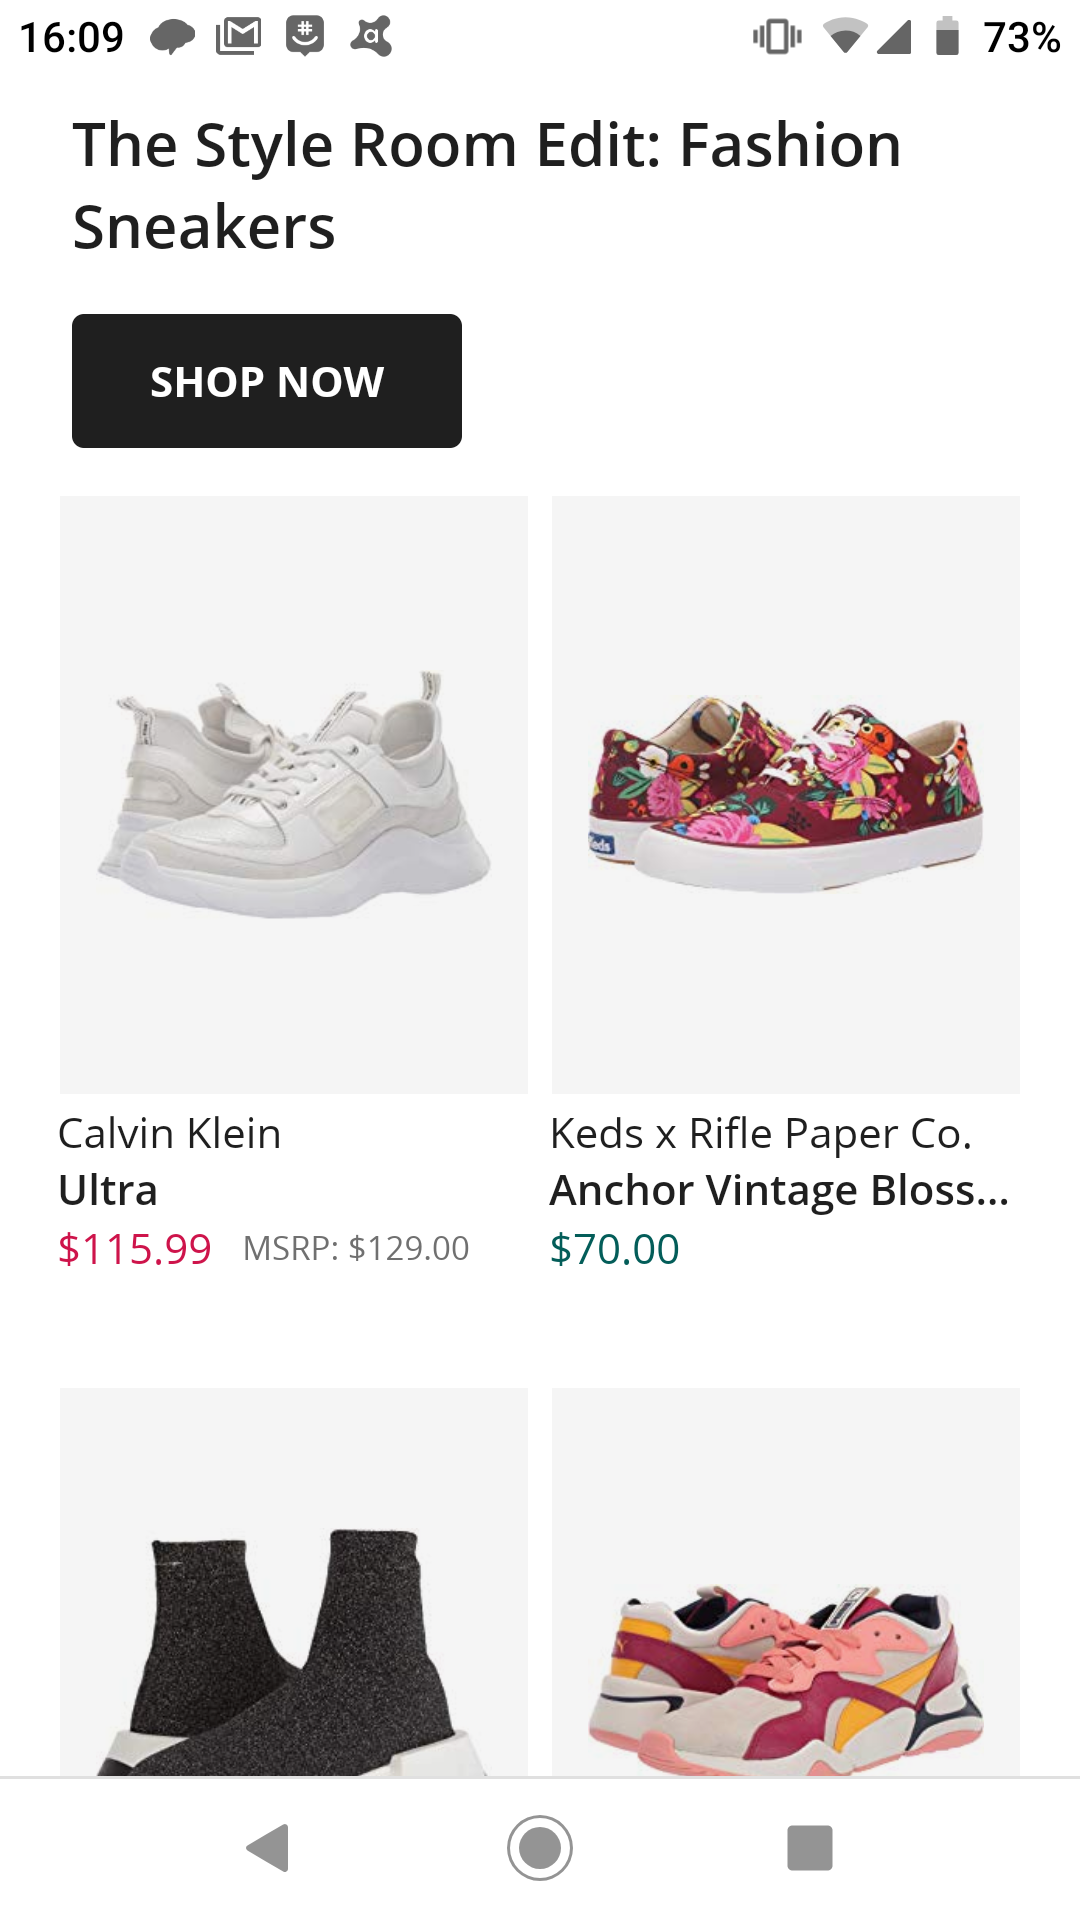 16:09
73%
The Style Room Edit: Fashion
Sneakers
SHOP NOW
Keds
Calvin Klein
Ultra
$115.99 MSRP: $129.00
Keds x Rifle Paper Co.
Anchor Vintage Bloss...
$70.00